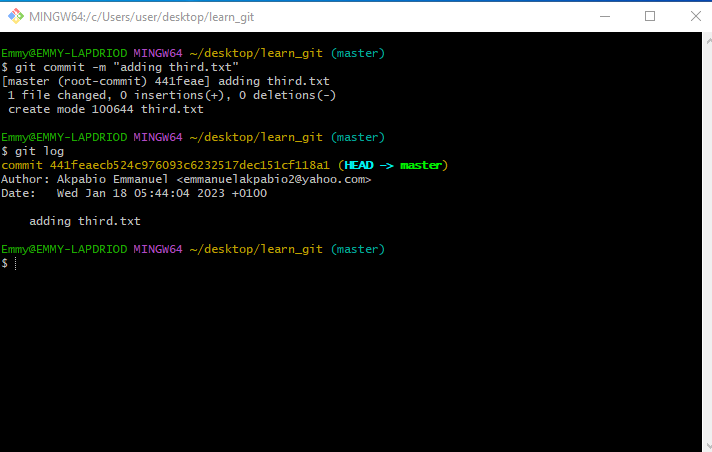 MINGW64:/c/Users/user/desktop/learn_git
Emmy@EMMY-LAPDRIOD MINGW64 ~/desktop/learn_git (master)
$ git commit -m "adding third.txt"
[master (root-commit) 441feae] adding third.txt
 1 file changed, 0 insertions(+), 0 deletions(-)
 create mode 100644 third.txt
Emmy@EMMY-LAPDRIOD MINGW64 ~/desktop/learn_git (master)
$ git log
commit 441feaecb524c976093c6232517dec151cf118a1 (HEAD -> master)
Author: Akpabio Emmanuel <emmanuelakpabio2@yahoo.com>
Date:   Wed Jan 18 05:44:04 2023 +0100
    adding third.txt
Emmy@EMMY-LAPDRIOD MINGW64 ~/desktop/learn_git (master)
$